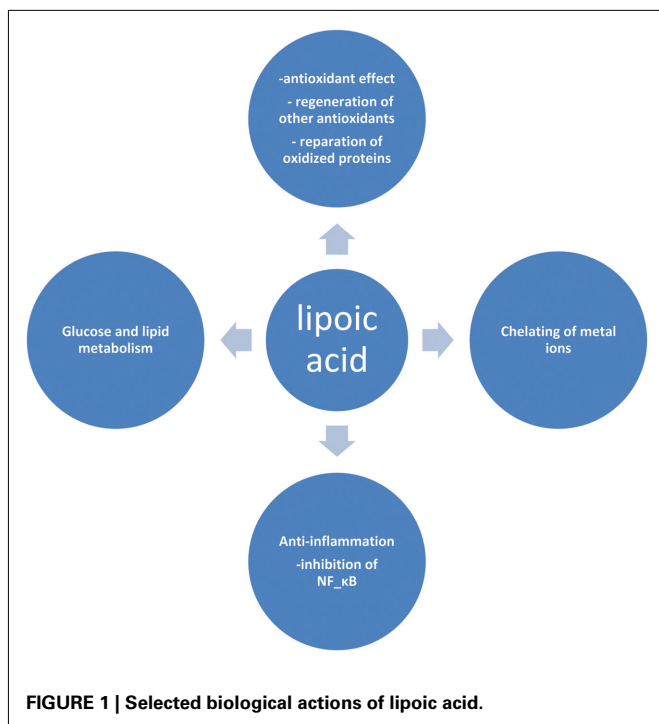 -antioxidant effect
- regeneration of
other antioxidants
- reparation of
oxidized proteins
Glucose and lipid
metabolism
lipoic
acid
Chelating of metal
ions
Anti-inflammation
-inhibition of
NF_κB
FIGURE 1 | Selected biological actions of lipoic acid.